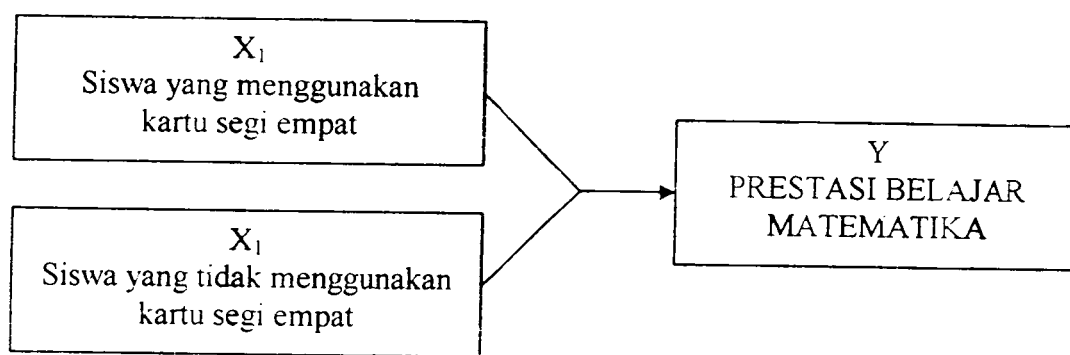 X₁
Siswa yang menggunakan
kartu segi empat
X₁
Siswa yang tidak menggunakan
kartu segi empat
Y
PRESTASI BELAJAR
MATEMATIKA